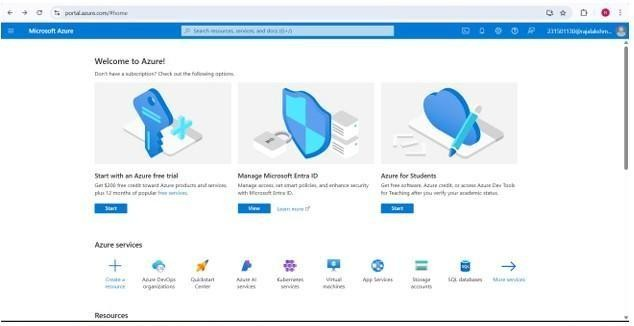 portal.azure.com/#home
Microsoft Azure
Search resources, services, and docs (G+/)
Welcome to Azure!
Don't have a subscription? Check out the following options.
Start with an Azure free trial
Get $200 free credit toward Azure products and services,
plus 12 months of popular free services.
Start
Manage Microsoft Entra ID
Manage access, set smart policies, and enhance security
with Microsoft Entra ID.
View
Learn more
Azure for Students
Get free software, Azure credit, or access Azure Dev Tools
for Teaching after you verify your academic status.
Start
Azure services
Create a
resource
Azure DevOps
organizations
Quickstart
Center
Azure AI
services
Kubernetes
services
Virtual
machines
App Services
Storage
accounts
SQL databases
More services
Resources